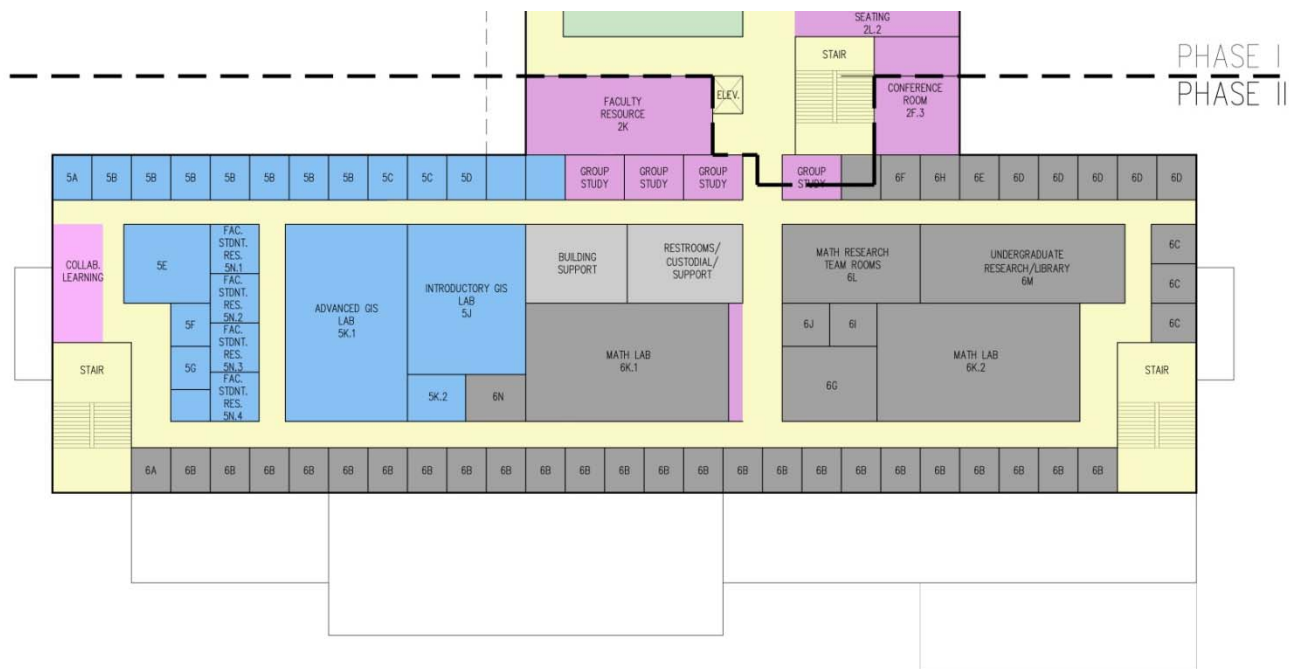 SEATING
2L.2
STAIR
PHASE I
PHASE II
ELEV.
FACULTY
RESOURCE
2K
CONFERENCE
ROOM
2F.3
5A 5B 5B 5B 5B 5B 5B 5B 5C 5C 5D
GROUP
STUDY
GROUP
STUDY
GROUP
STUDY
GROUP
STUDY
6F 6H 6E 6D 6D 6D 6D 6D
COLLAB.
LEARNING
5E
FAC.
STDNT.
RES.
5N.1
FAC.
STDNT.
RES.
5N.2
FAC.
STDNT.
RES.
5N.3
FAC.
STDNT.
RES.
5N.4
5F
5G
ADVANCED GIS
LAB
5K.1
INTRODUCTORY GIS
LAB
5J
5K.2
6N
BUILDING
SUPPORT
RESTROOMS/
CUSTODIAL/
SUPPORT
MATH LAB
6K.1
MATH RESEARCH
TEAM ROOMS
6L
UNDERGRADUATE
RESEARCH/LIBRARY
6M
6J
6I
6G
MATH LAB
6K.2
6C
6C
6C
STAIR
STAIR
6A 6B 6B 6B 6B 6B 6B 6B 6B 6B 6B 6B 6B 6B 6B 6B 6B 6B 6B 6B 6B 6B 6B 6B 6B